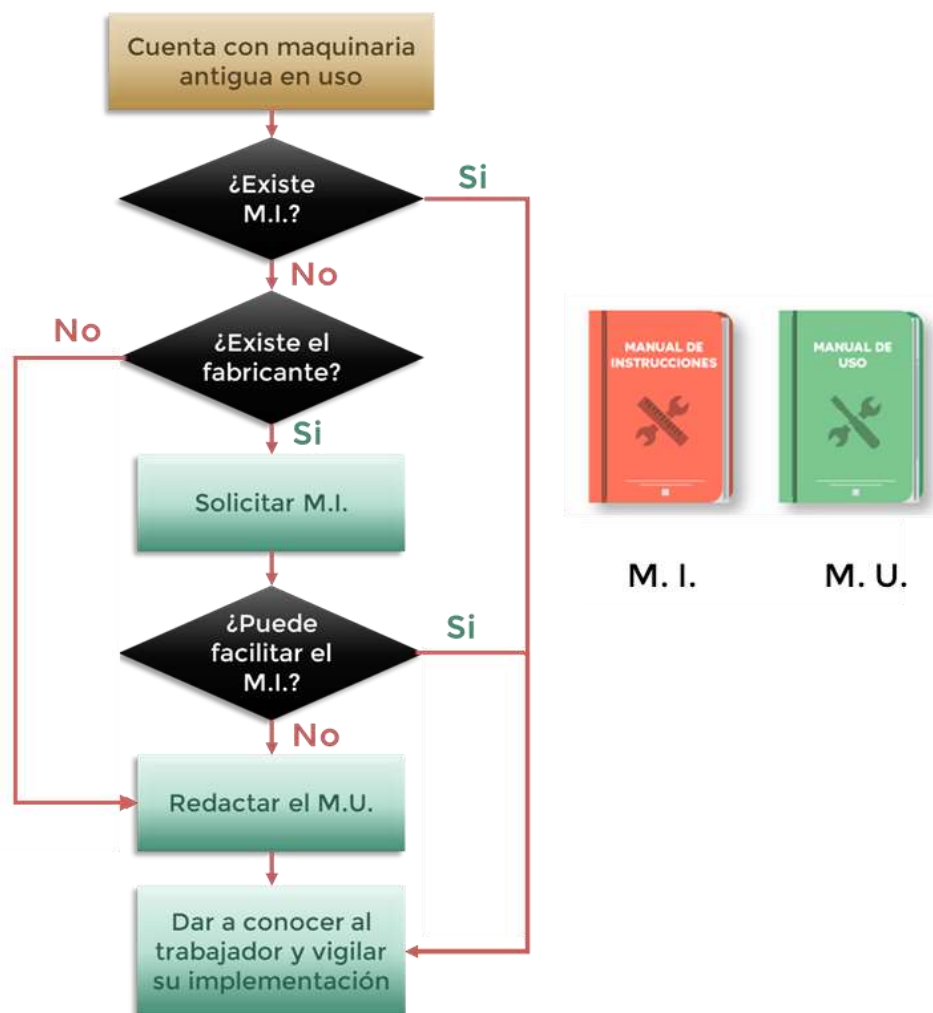 Cuenta con maquinaria
antigua en uso
¿Existe
M.I.?
Si
No
¿Existe el
fabricante?
No
Si
MANUAL DE
INSTRUCCIONES
MANUAL DE
USO
Solicitar M.I.
M. I.
M. U.
¿Puede
facilitar el
M.I.?
Si
No
Redactar el M.U.
Dar a conocer al
trabajador y vigilar
su implementación